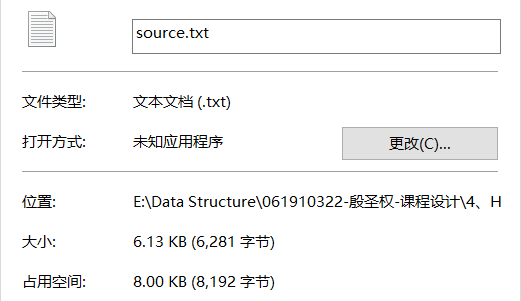 source.txt
文件类型: 文本文档 (.txt)
打开方式: 未知应用程序 更改(C)...
位置: E:\Data Structure\061910322-殷圣权-课程设计\4、H
大小: 6.13 KB (6,281 字节)
占用空间: 8.00 KB (8,192 字节)